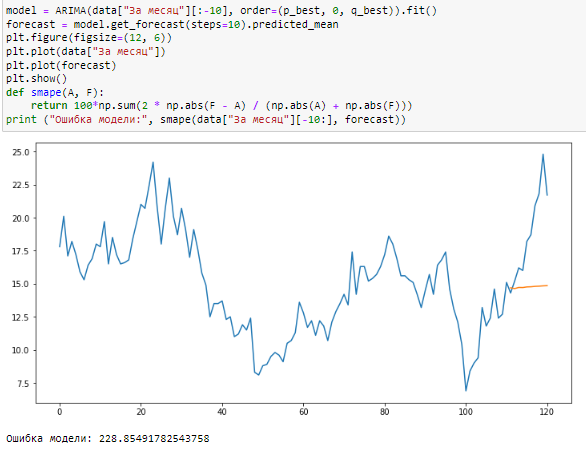 model = ARIMA(data["За месяц"][:-10], order=(p_best, 0, q_best)).fit()
forecast = model.get_forecast(steps=10).predicted_mean
plt.figure(figsize=(12, 6))
plt.plot(data["За месяц"])
plt.plot(forecast)
plt.show()
def smape(A, F):
    return 100*np.sum(2 * np.abs(F - A) / (np.abs(A) + np.abs(F)))
print ("Ошибка модели:", smape(data["За месяц"][-10:], forecast))
25.0
22.5
20.0
17.5
15.0
12.5
10.0
7.5
0 20 40 60 80 100 120
Ошибка модели: 228.85491782543758